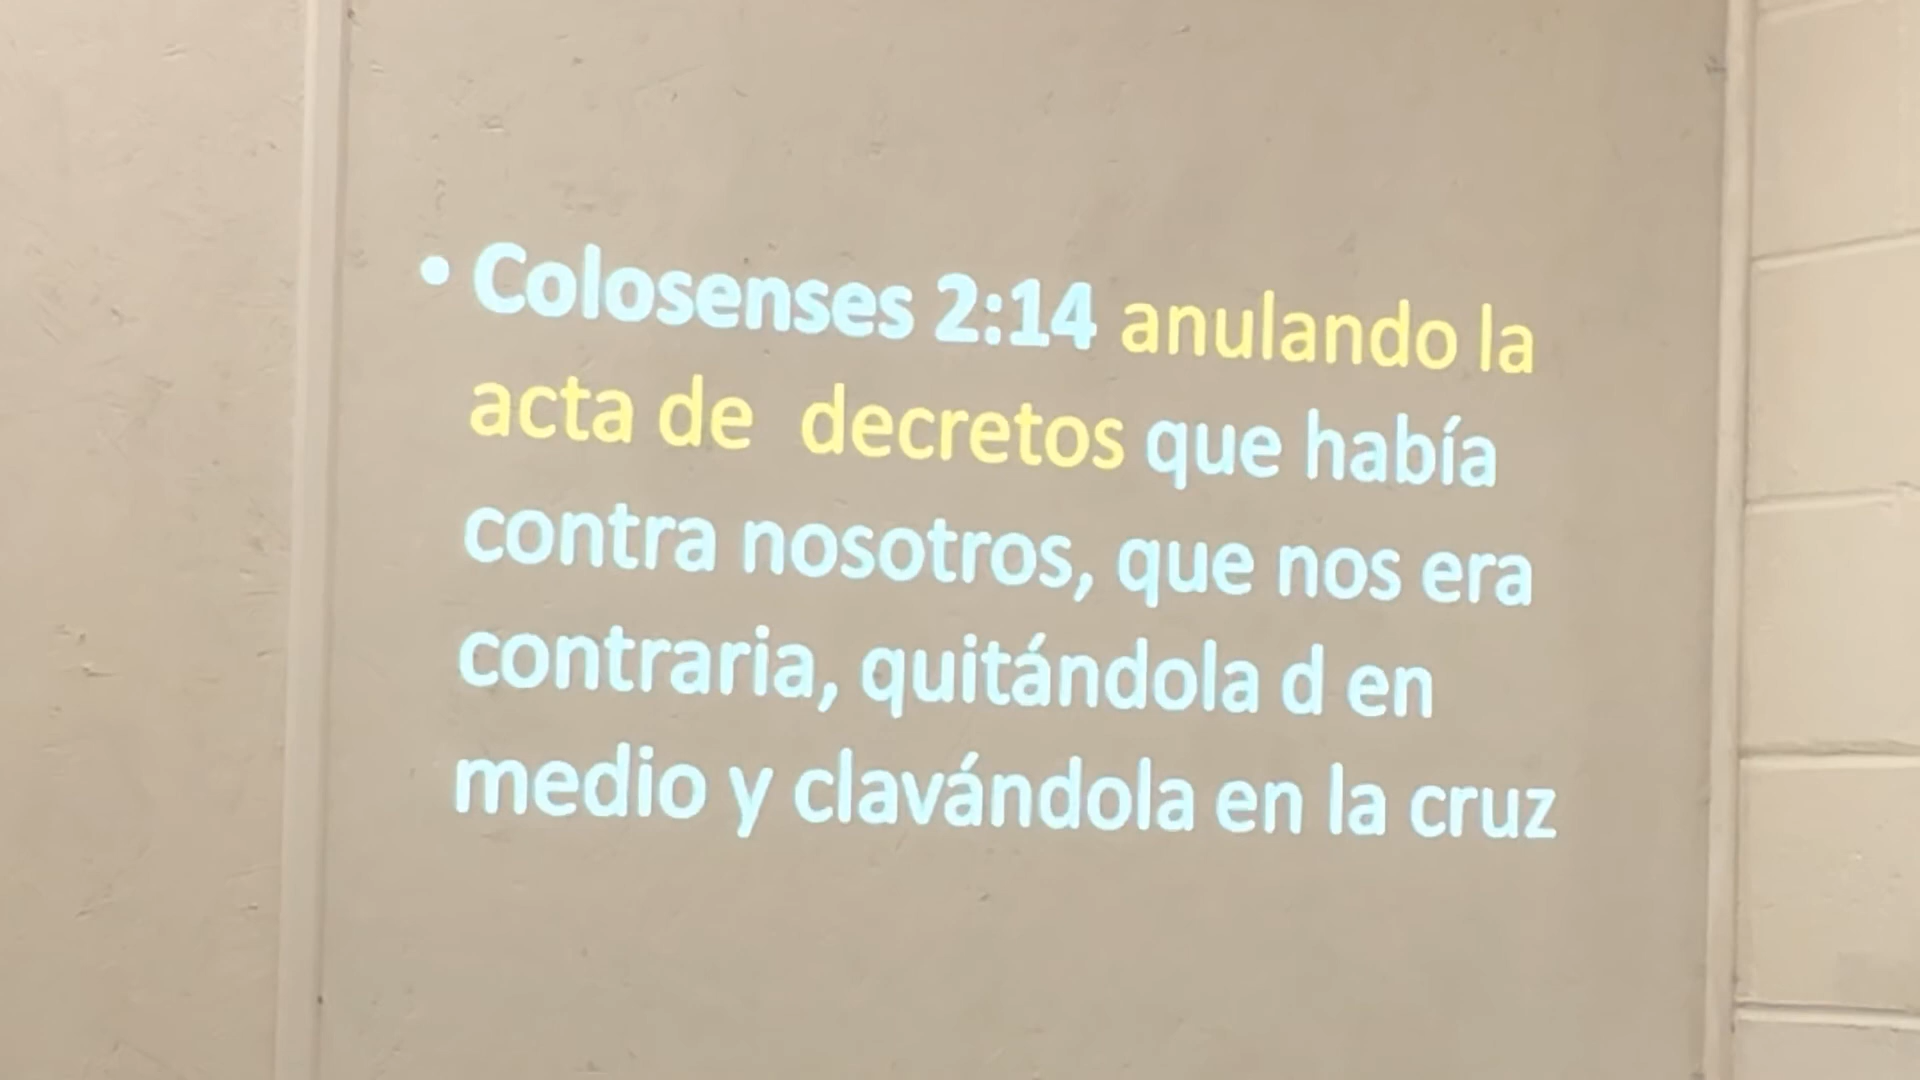 • Colosenses 2:14 anulando la
acta de decretos que había
contra nosotros, que nos era
contraria, quitándola d en
medio y clavándola en la cruz